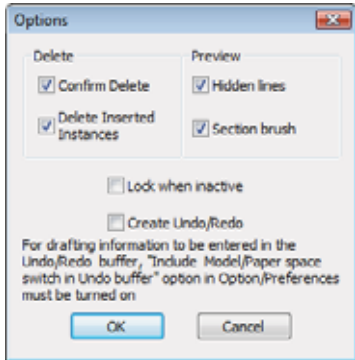 Options
Delete
Preview
Confirm Delete
Hidden lines
Delete Inserted
Instances
Section brush
Lock when inactive
Create Undo/Redo
For drafting information to be entered in the
Undo/Redo buffer, "Include Model/Paper space
switch in Undo buffer" option in Option/Preferences
must be turned on
OK
Cancel